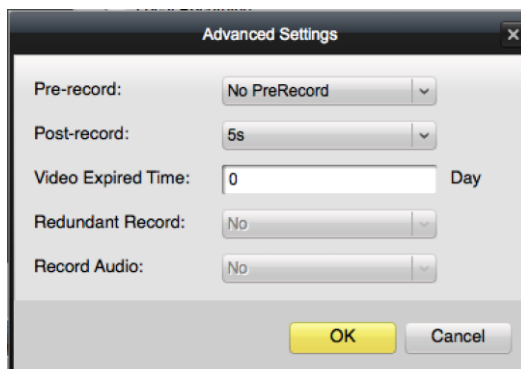 Advanced Settings
Pre-record: No PreRecord
Post-record: 5s
Video Expired Time: 0 Day
Redundant Record: No
Record Audio: No
OK Cancel